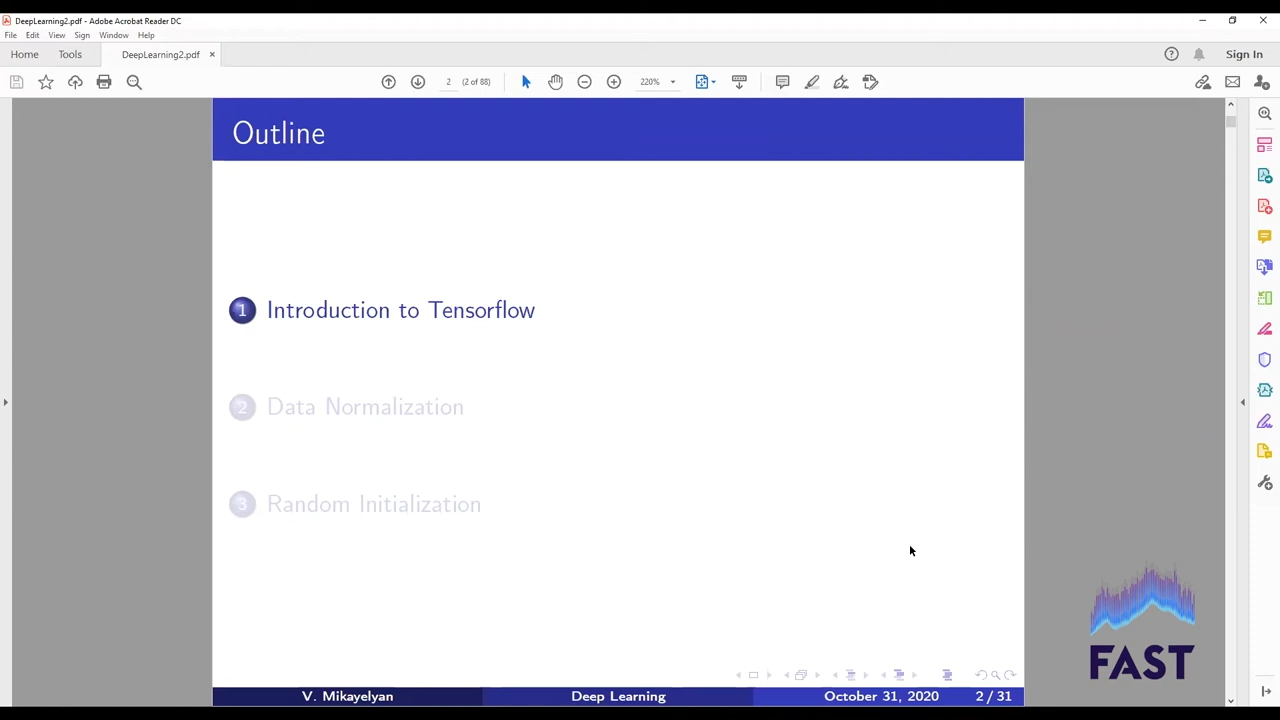 DeepLearning2.pdf - Adobe Acrobat Reader DC
File Edit View Sign Window Help
Home Tools DeepLearning2.pdf × Sign In
2 (2 of 88) 220%
Outline
1 Introduction to Tensorflow
2 Data Normalization
3 Random Initialization
FAST
V. Mikayelyan Deep Learning October 31, 2020 2 / 31